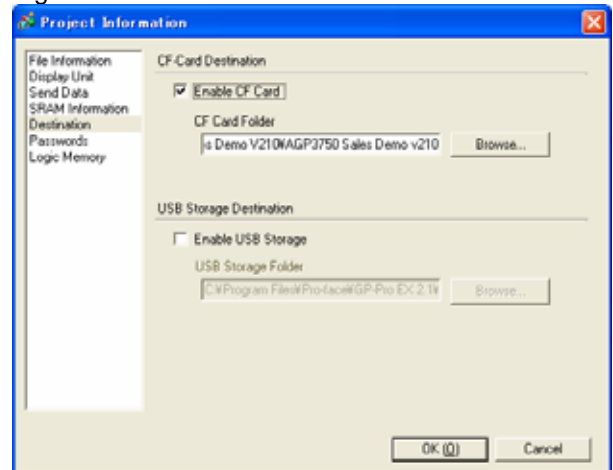 Project Information
File Information
Display Unit
Send Data
SRAM Information
Destination
Passwords
Logic Memory
CF-Card Destination
Enable CF Card
CF Card Folder
s Demo V210¥AGP3750 Sales Demo v210
Browse...
USB Storage Destination
Enable USB Storage
USB Storage Folder
C:¥Program Files¥Pro-face¥GP-Pro EX 2.1¥
Browse...
OK (O)
Cancel